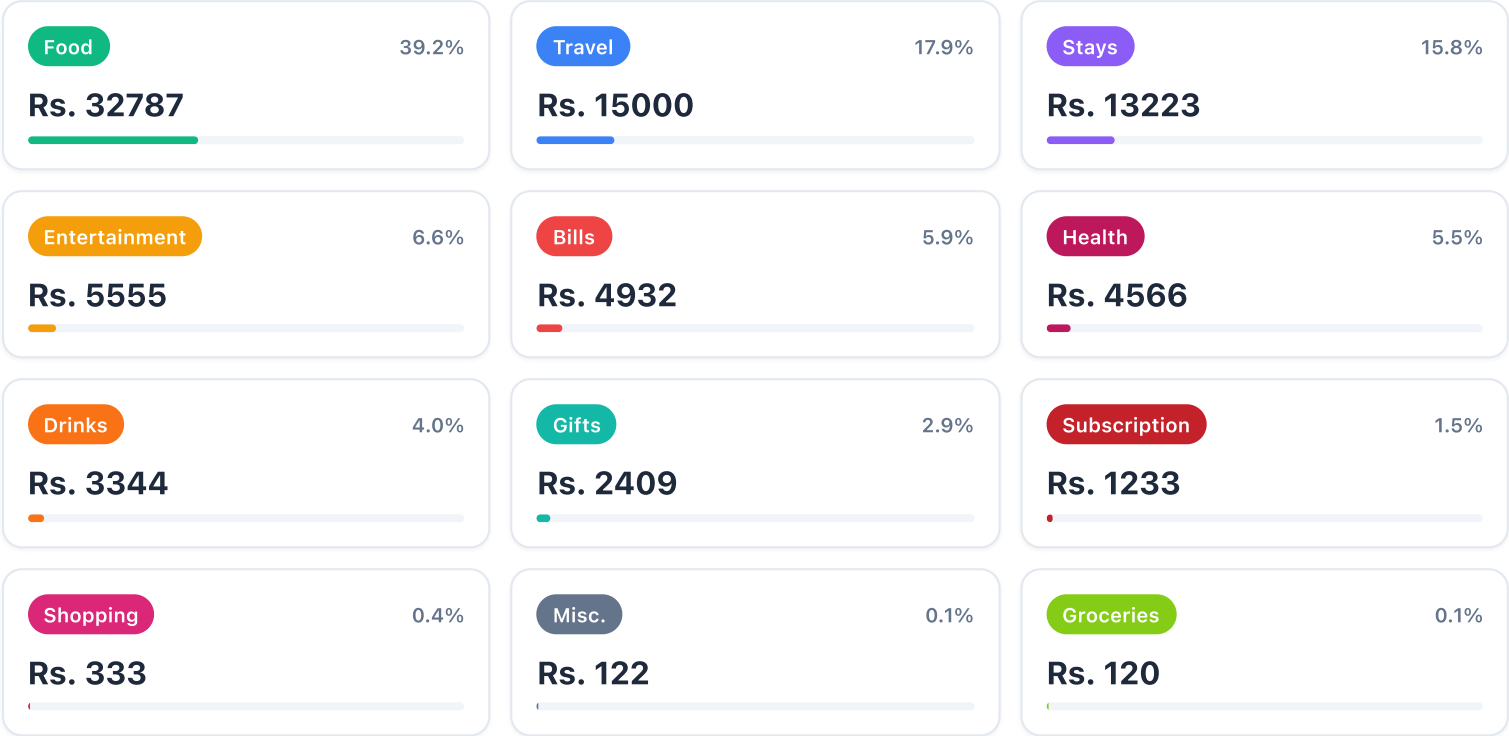 Food 39.2%
Rs. 32787
Travel 17.9%
Rs. 15000
Stays 15.8%
Rs. 13223
Entertainment 6.6%
Rs. 5555
Bills 5.9%
Rs. 4932
Health 5.5%
Rs. 4566
Drinks 4.0%
Rs. 3344
Gifts 2.9%
Rs. 2409
Subscription 1.5%
Rs. 1233
Shopping 0.4%
Rs. 333
Misc. 0.1%
Rs. 122
Groceries 0.1%
Rs. 120